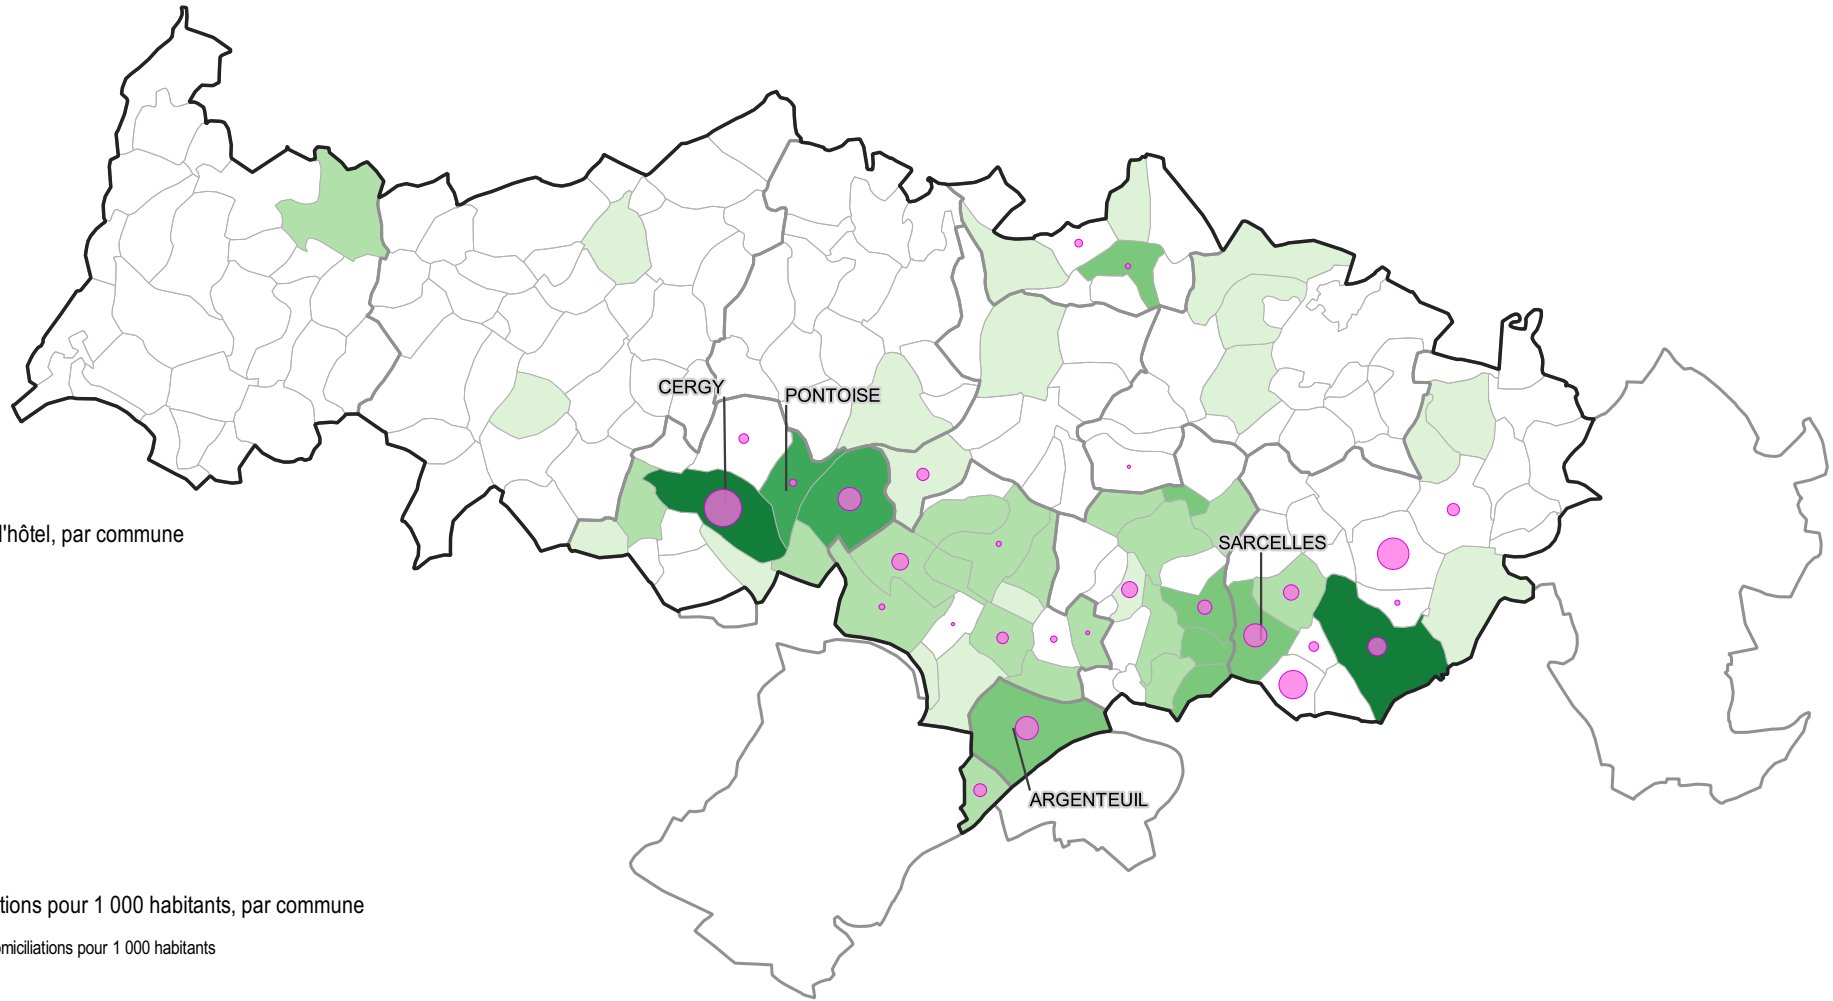 CERGY
PONTOISE
l'hôtel, par commune
SARCELLES
ARGENTEUIL
tions pour 1 000 habitants, par commune
omiciliations pour 1 000 habitants